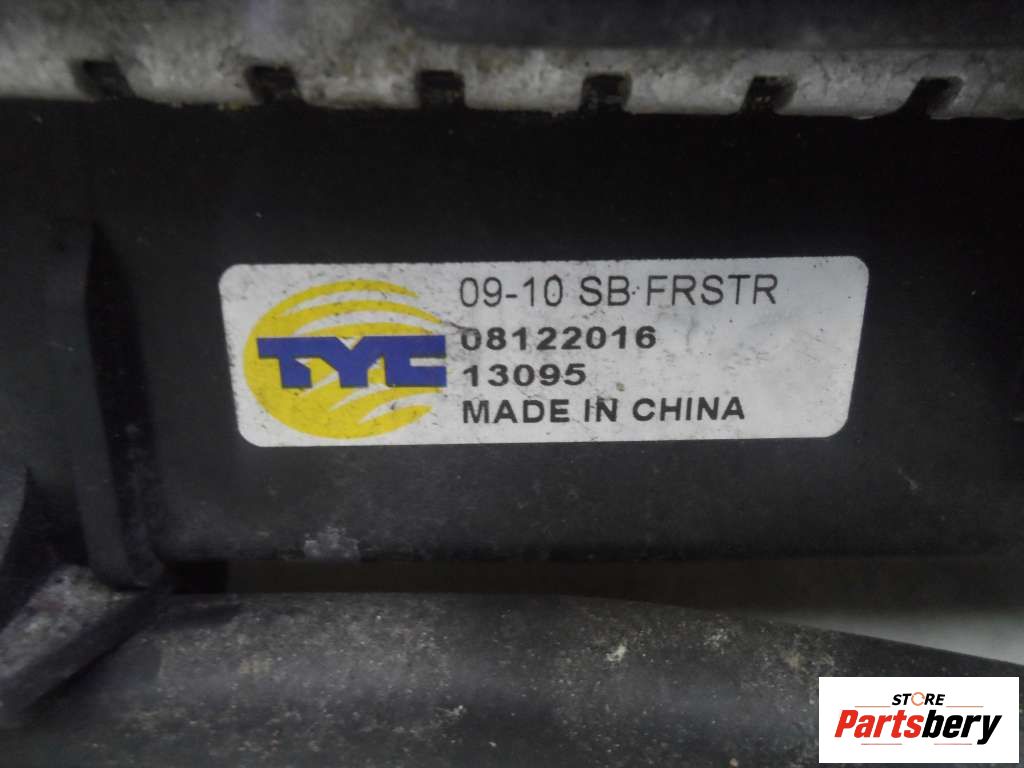 TYC
09-10 SB FRSTR
08122016
13095
MADE IN CHINA
STORE
Partsbery